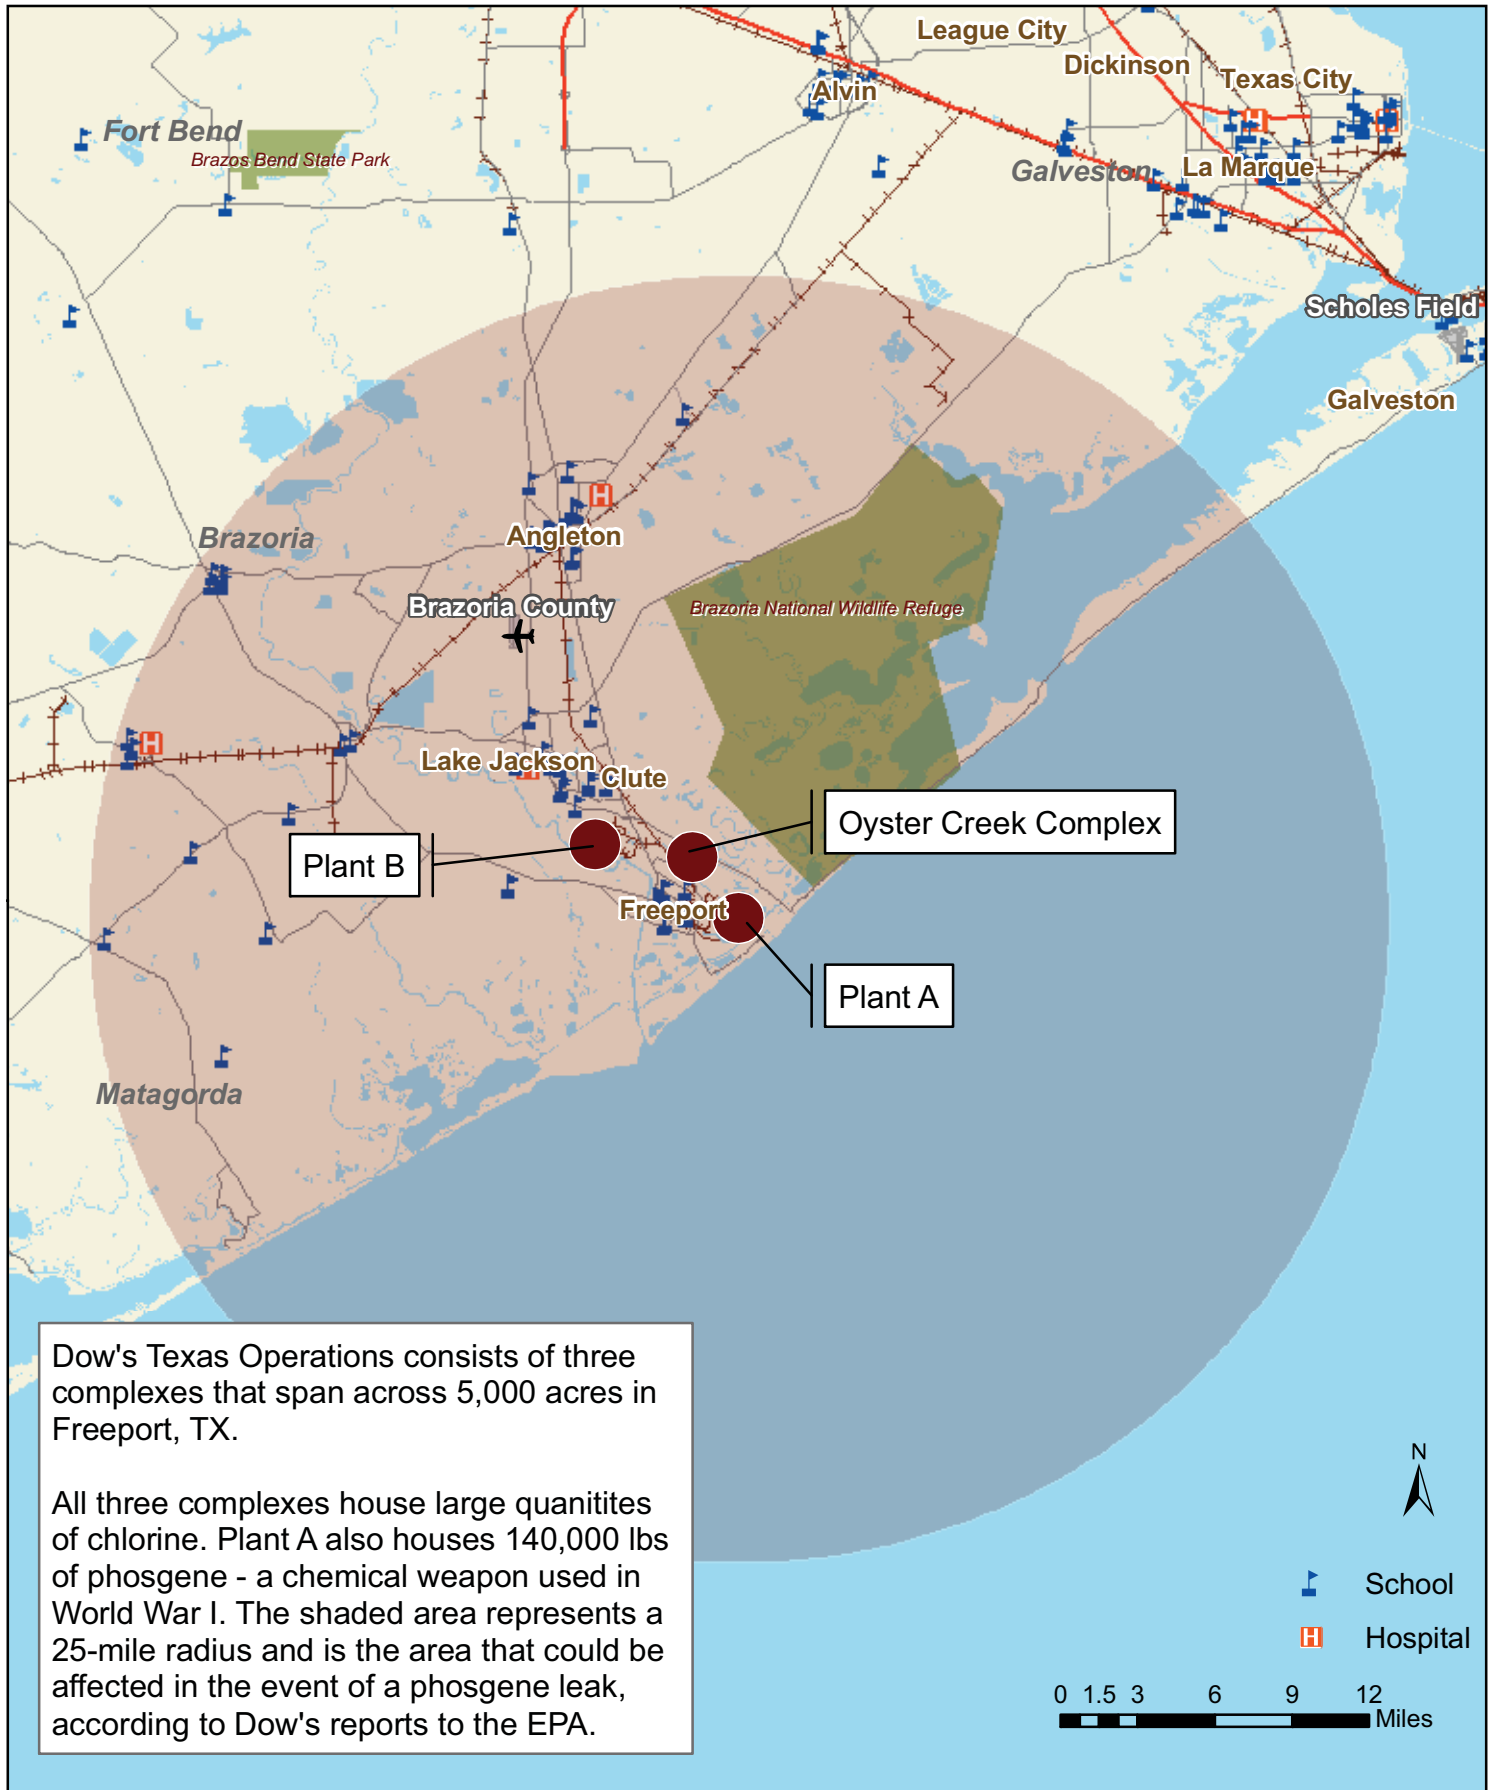 League City
Dickinson
Texas City
Alvin
Fort Bend
Brazos Bend State Park
La Marque
Galveston
Scholes Field
Galveston
H
H
H
Angleton
Brazoria
Brazoria County
Brazoria National Wildlife Refuge
H
Lake Jackson
Clute
Oyster Creek Complex
Plant B
Freeport
Plant A
Matagorda
Dow's Texas Operations consists of three
complexes that span across 5,000 acres in
Freeport, TX.
All three complexes house large quanitites
of chlorine. Plant A also houses 140,000 lbs
of phosgene - a chemical weapon used in
World War I. The shaded area represents a
25-mile radius and is the area that could be
affected in the event of a phosgene leak,
according to Dow's reports to the EPA.
N
School
H Hospital
0 1.5 3 6 9 12
Miles